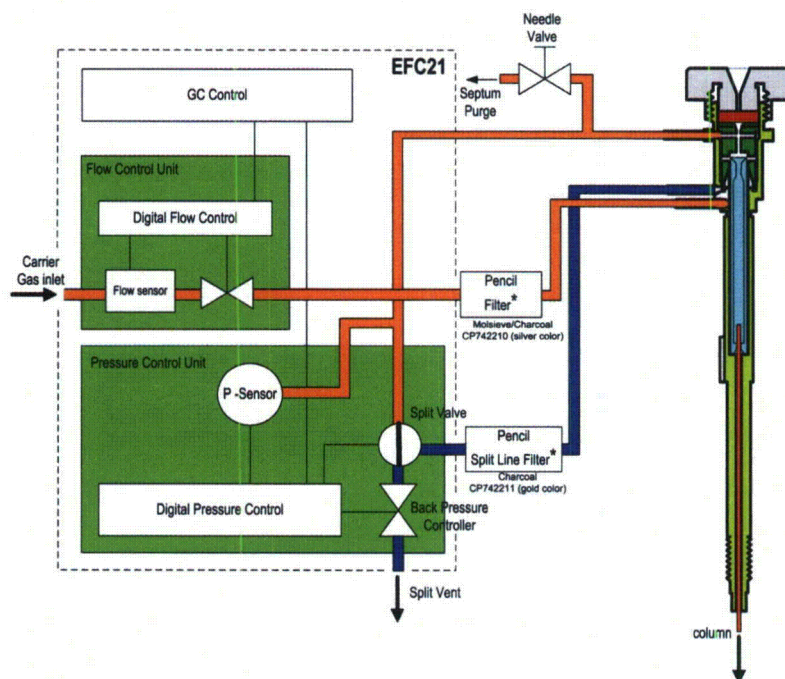 Needle
Valve
EFC21
Septum
Purge
GC Control
Flow Control Unit
Digital Flow Control
Carrier
Gas inlet
Flow sensor
Pencil
Filter*
Molsieve/Charcoal
CP742210 (silver color)
Pressure Control Unit
P -Sensor
Split Valve
Pencil
Split Line Filter*
Charcoal
CP742211 (gold color)
Digital Pressure Control
Back Pressure
Controller
Split Vent
column